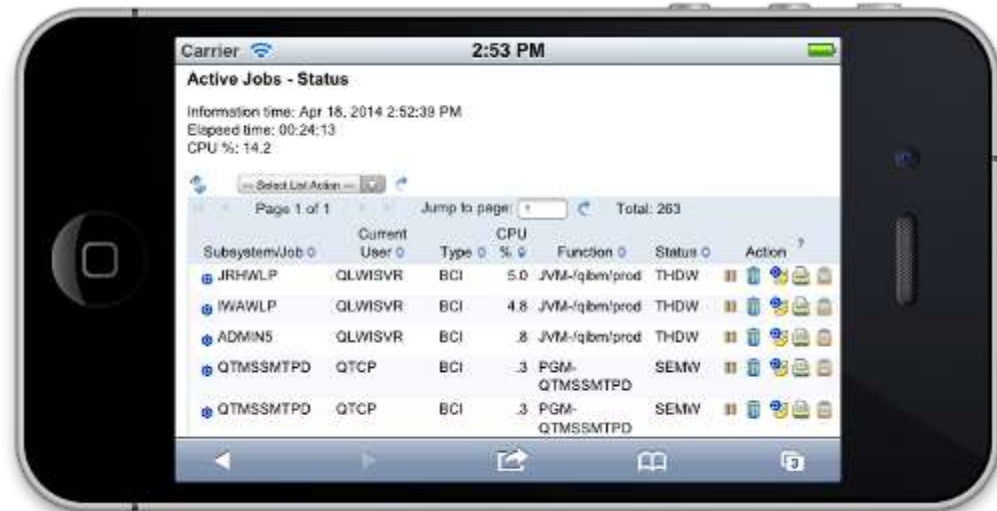 Carrier 2:53 PM
Active Jobs - Status
Information time: Apr 18, 2014 2:52:39 PM
Elapsed time: 00:24:13
CPU %: 14.2
--- Select List Action ---
Page 1 of 1 Jump to page: 1 Total: 263
Subsystem/Job Current User Type CPU % Function Status Action ?
JRHWLP QLWISVR BCI 5.0 JVM-/qibm/prod THDW
IWAWLP QLWISVR BCI 4.8 JVM-/qibm/prod THDW
ADMIN5 QLWISVR BCI .8 JVM-/qibm/prod THDW
QTMSSMTPD QTCP BCI .3 PGM-QTMSSMTPD SEMW
QTMSSMTPD QTCP BCI .3 PGM-QTMSSMTPD SEMW
3